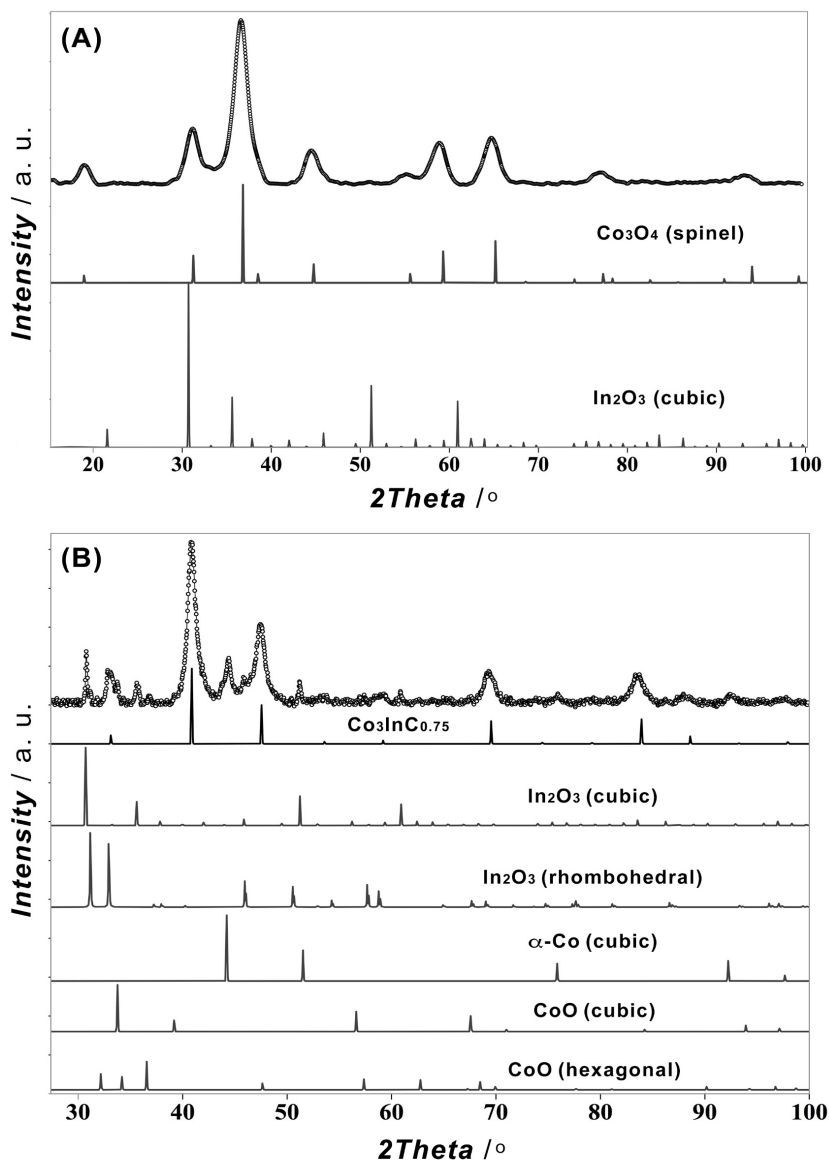 (A)
Intensity / a. u.
Co₃O₄ (spinel)
In₂O₃ (cubic)
20 30 40 50 60 70 80 90 100
2Theta /°
(B)
Intensity / a. u.
Co₃InC₀.₇₅
In₂O₃ (cubic)
In₂O₃ (rhombohedral)
α-Co (cubic)
CoO (cubic)
CoO (hexagonal)
30 40 50 60 70 80 90 100
2Theta /°